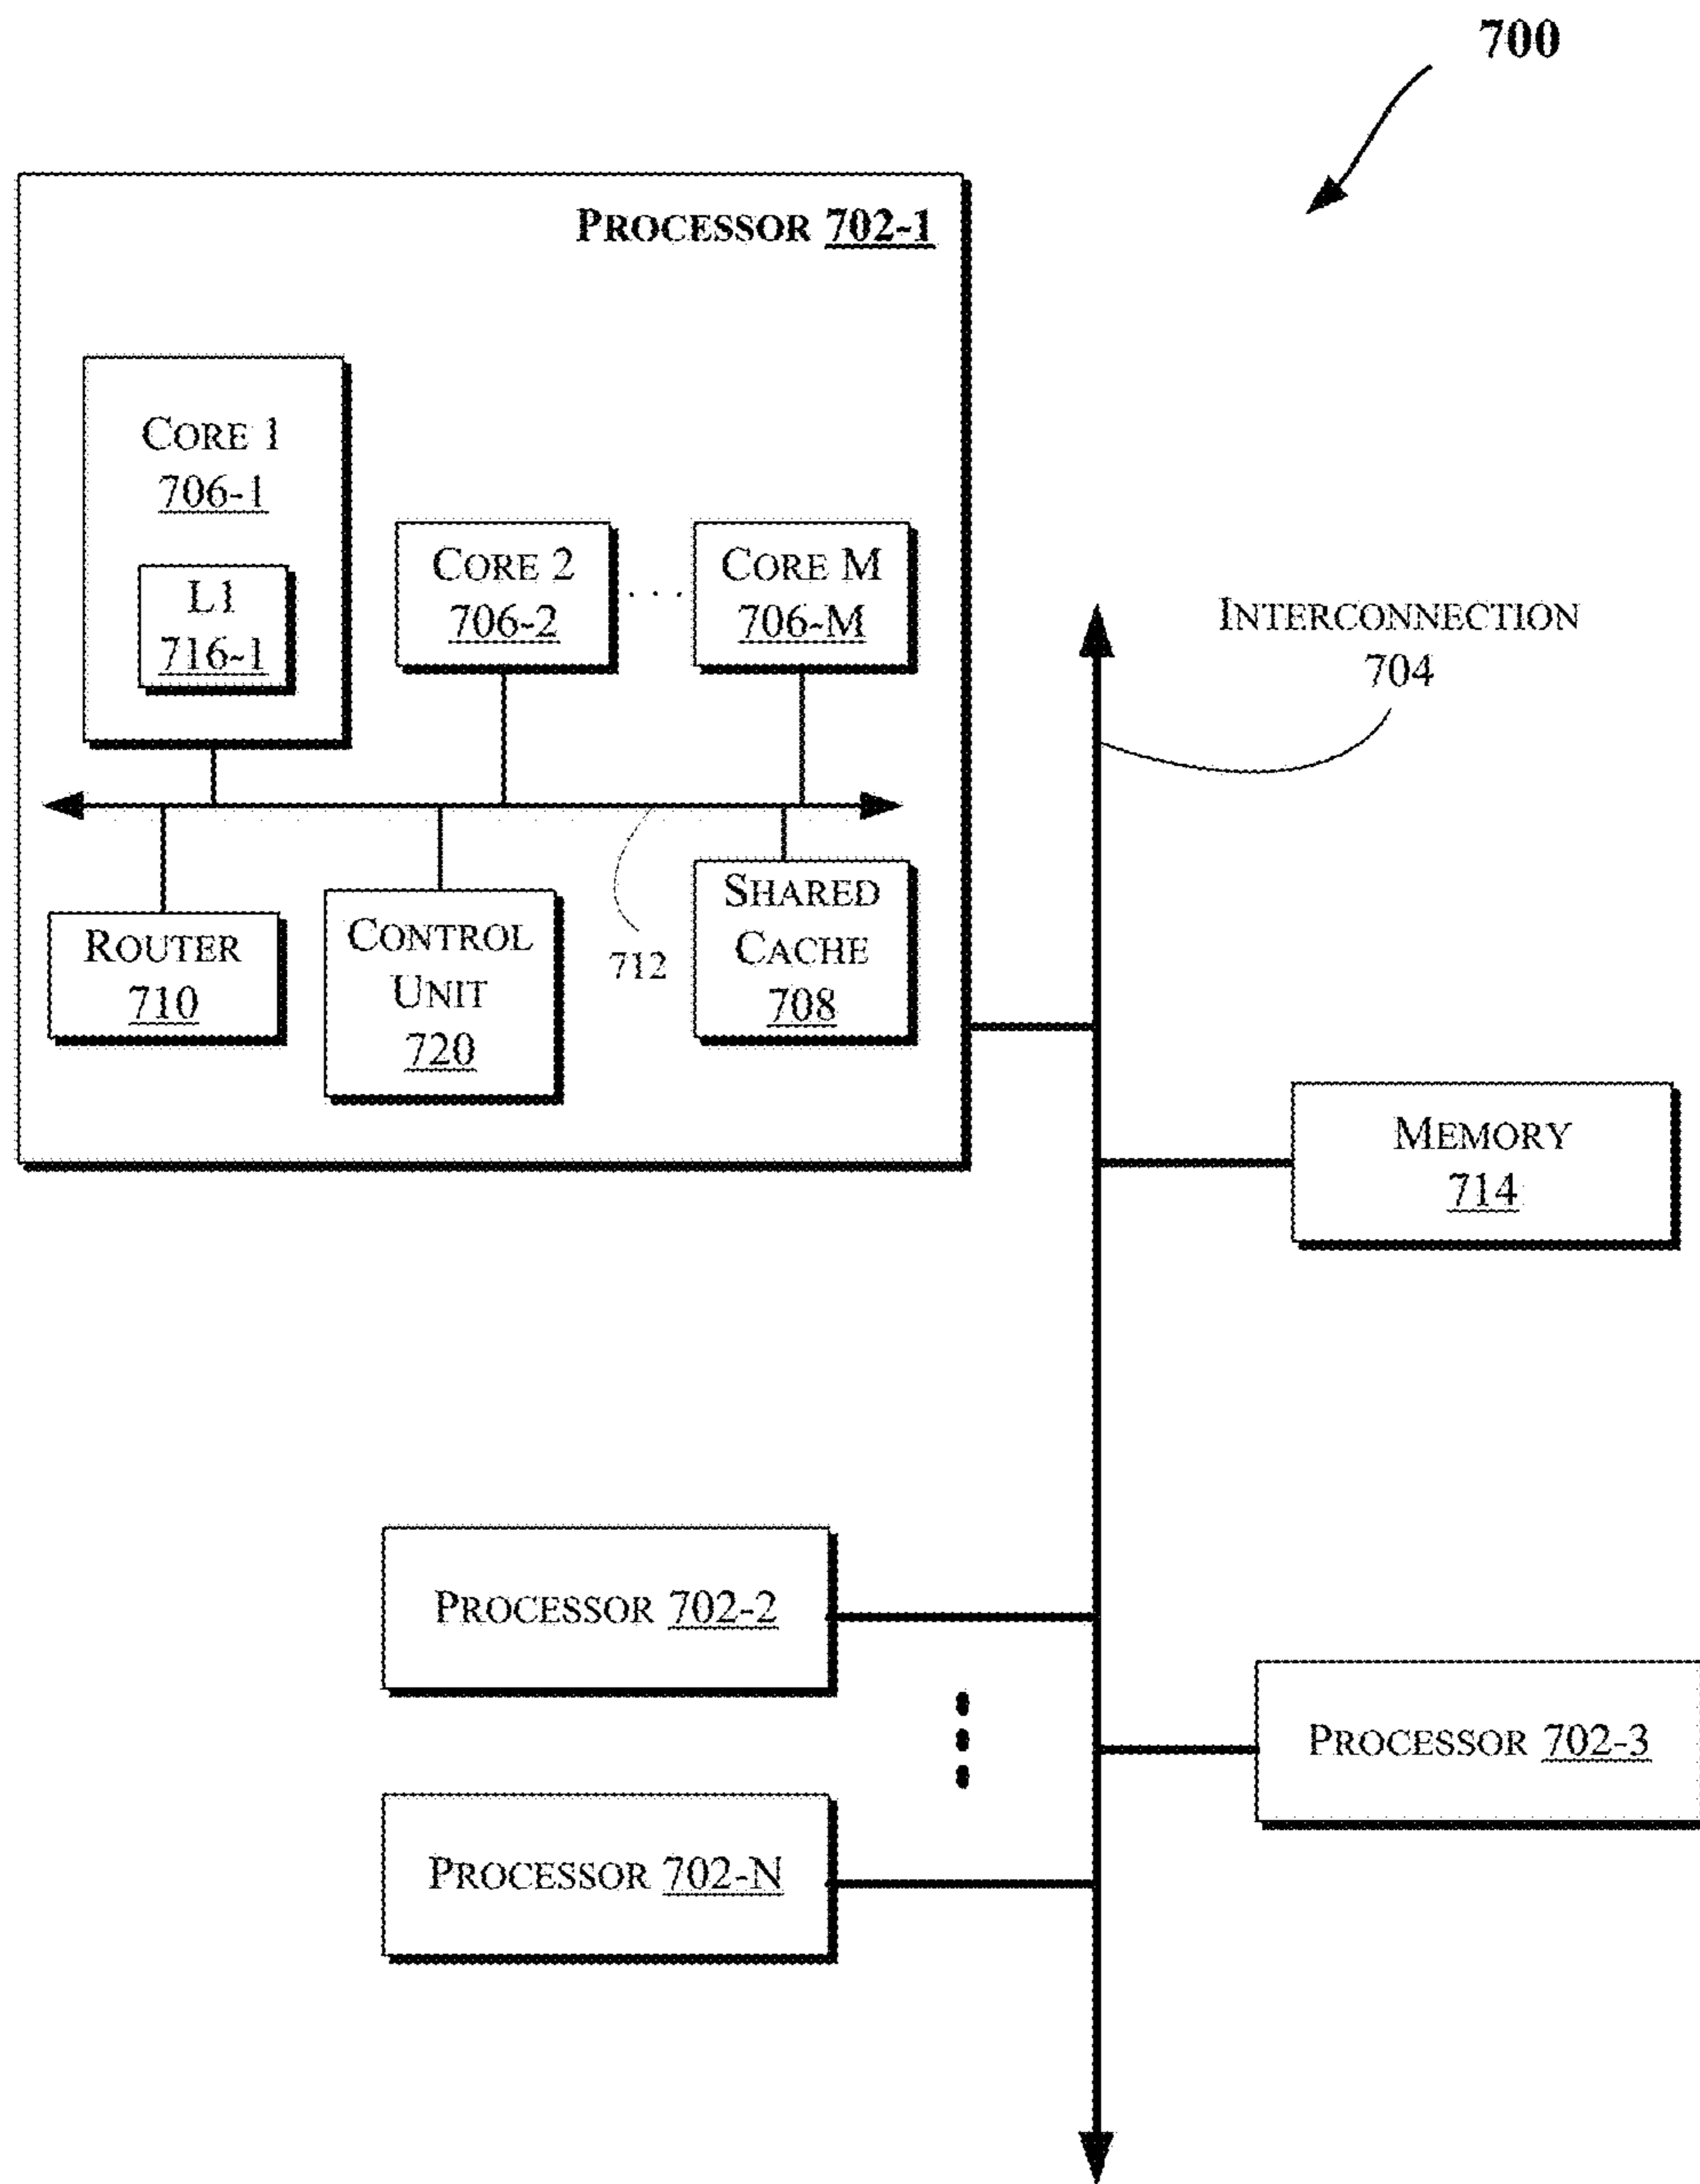 700
PROCESSOR 702-1
CORE 1
706-1
L1
716-1
CORE 2
706-2
. . .
CORE M
706-M
INTERCONNECTION
704
ROUTER
710
CONTROL
UNIT
720
712
SHARED
CACHE
708
MEMORY
714
PROCESSOR 702-2
PROCESSOR 702-3
PROCESSOR 702-N